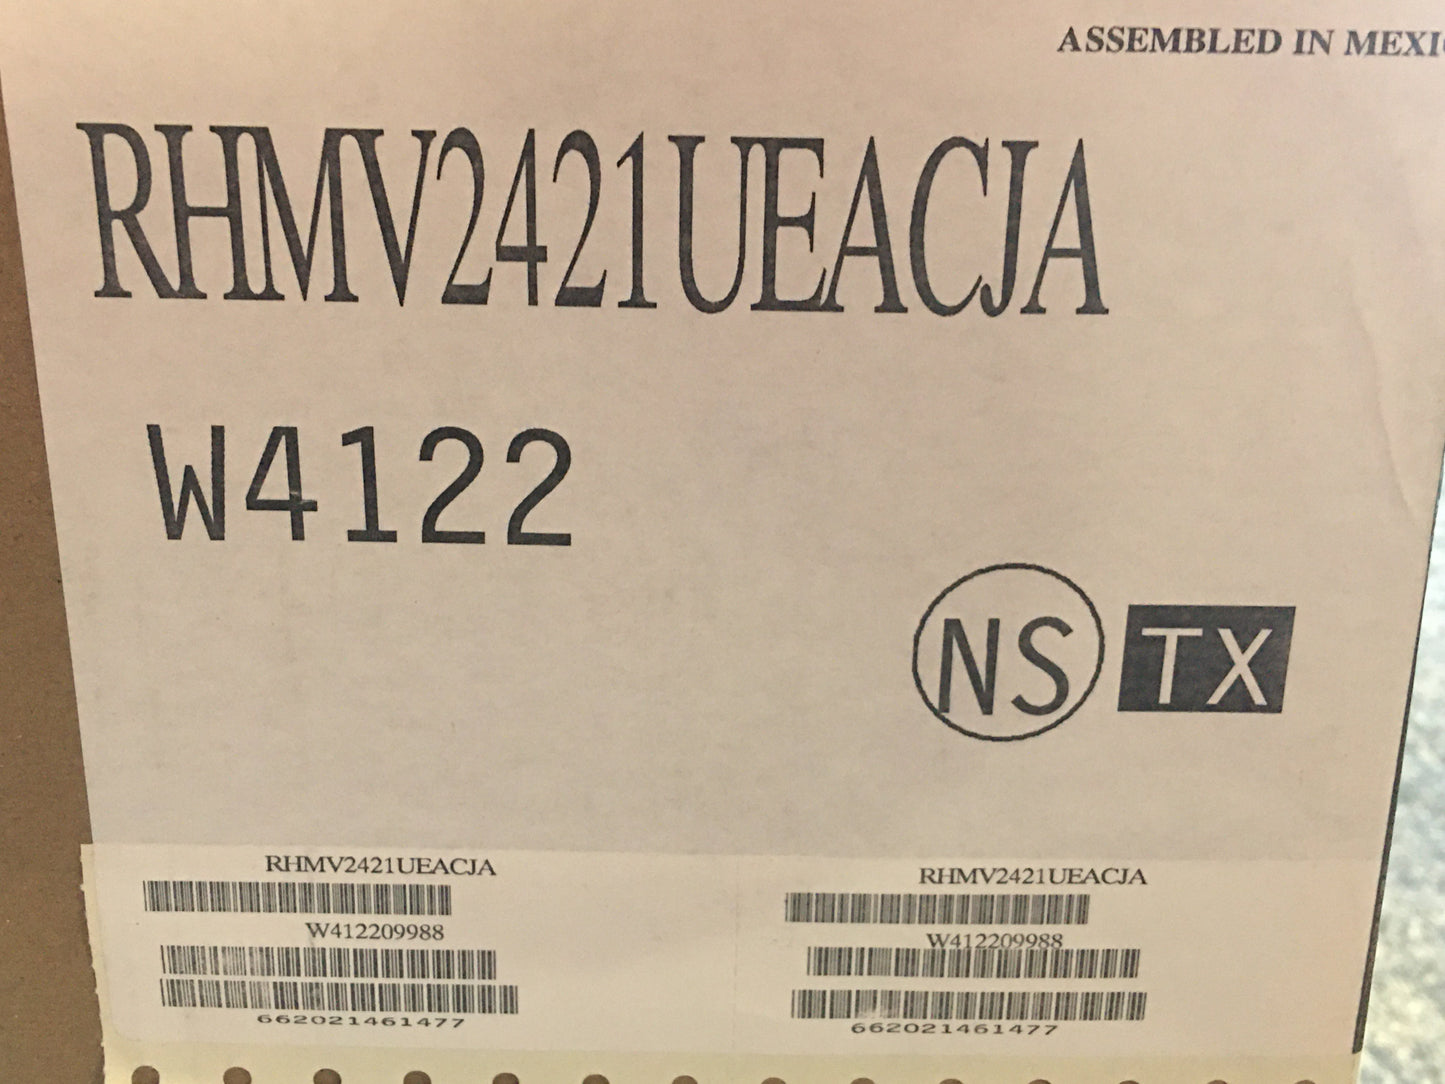 ASSEMBLED IN MEXI
RHMV2421UEACJA
W4122
NS TX
RHMV2421UEACJA
W412209988
662021461477
RHMV2421UEACJA
W412209988
662021461477